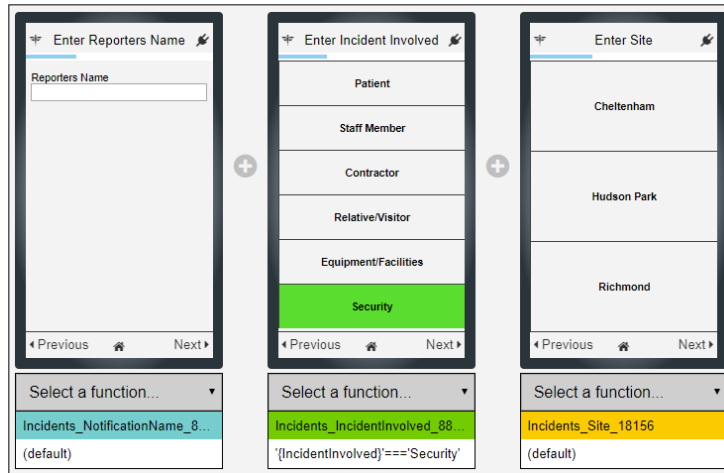 Enter Reporters Name
Reporters Name
Previous
Next
Select a function...
Incidents_NotificationName_8...
(default)
Enter Incident Involved
Patient
Staff Member
Contractor
Relative/Visitor
Equipment/Facilities
Security
Previous
Next
Select a function...
Incidents_IncidentInvolved_88...
'{IncidentInvolved}'==='Security'
Enter Site
Cheltenham
Hudson Park
Richmond
Previous
Next
Select a function...
Incidents_Site_18156
(default)